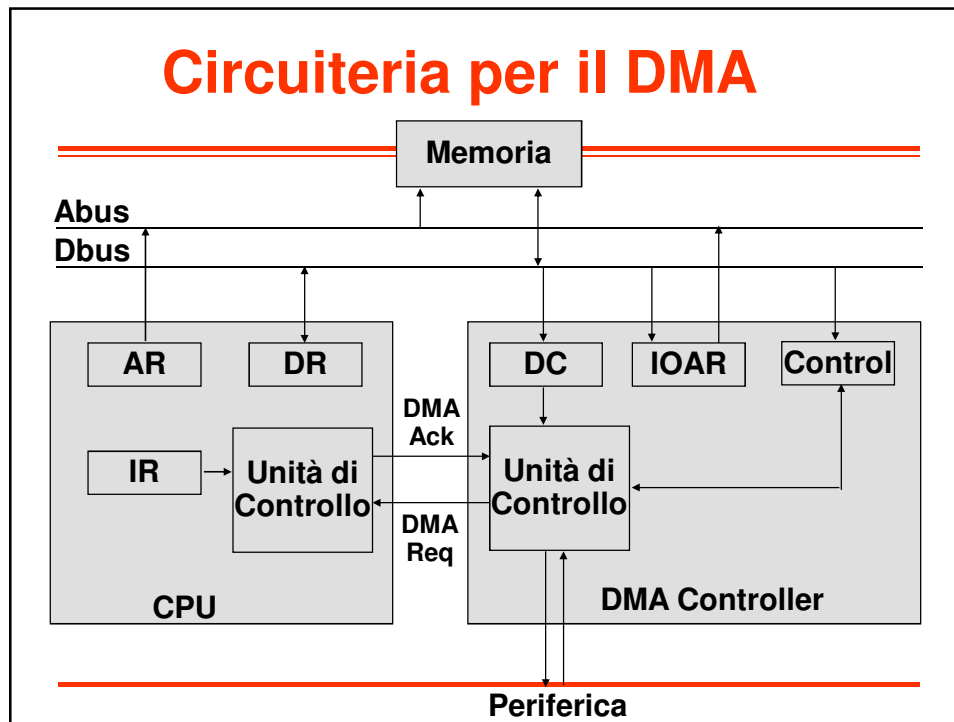 Circuiteria per il DMA
Memoria
Abus
Dbus
AR
DR
DC
IOAR
Control
DMA
Ack
IR
Unità di
Controllo
Unità di
Controllo
DMA
Req
CPU
DMA Controller
Periferica